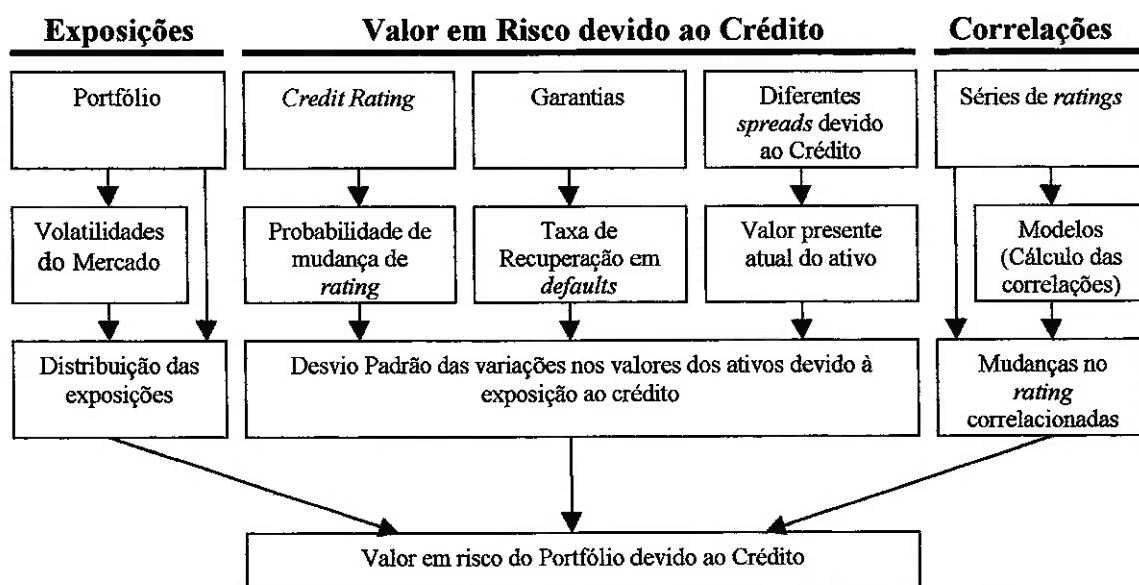 Exposições
Valor em Risco devido ao Crédito
Correlações
Portfólio
Credit Rating
Garantias
Diferentes
spreads devido
ao Crédito
Séries de ratings
Volatilidades
do Mercado
Probabilidade de
mudança de
rating
Taxa de
Recuperação em
defaults
Valor presente
atual do ativo
Modelos
(Cálculo das
correlações)
Distribuição das
exposições
Desvio Padrão das variações nos valores dos ativos devido à
exposição ao crédito
Mudanças no
rating
correlacionadas
Valor em risco do Portfólio devido ao Crédito